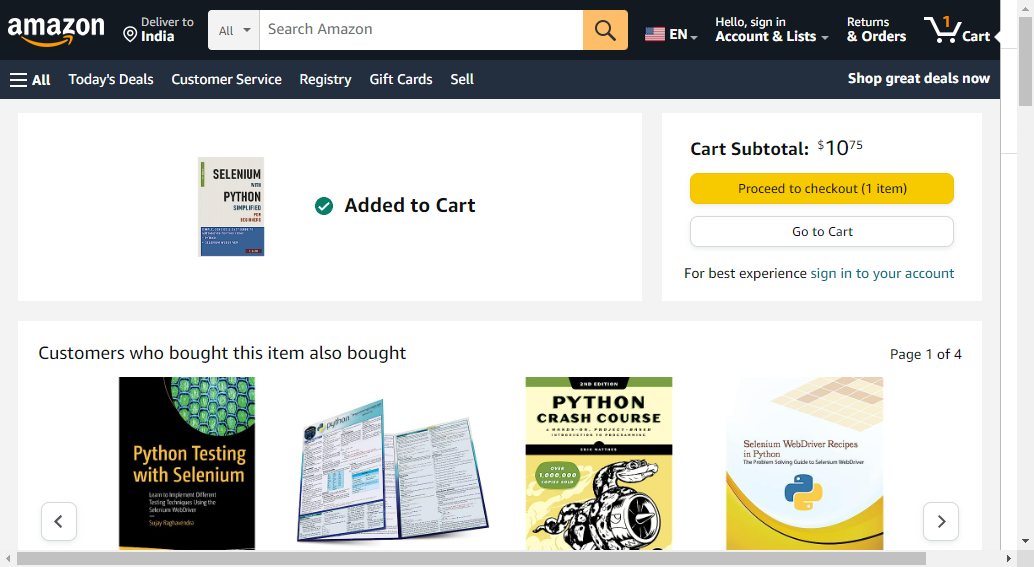 amazon
Deliver to
India
All
Search Amazon
EN
Hello, sign in
Account & Lists
Returns
& Orders
1
Cart
All
Today's Deals
Customer Service
Registry
Gift Cards
Sell
Shop great deals now
SELENIUM
WITH
PYTHON
SIMPLIFIED
FOR
BEGINNERS
Added to Cart
Cart Subtotal: $10 75
Proceed to checkout (1 item)
Go to Cart
For best experience sign in to your account
Customers who bought this item also bought
Page 1 of 4
Python Testing
with Selenium
Learn to Implement Different
Testing Techniques Using the
Selenium WebDriver
Sujay Raghavendra
python
2ND EDITION
PYTHON
CRASH COURSE
A HANDS-ON, PROJECT-BASED
INTRODUCTION TO PROGRAMMING
ERIC MATTHES
OVER
1,000,000
COPIES SOLD
Selenium WebDriver Recipes
in Python
The Problem Solving Guide to Selenium WebDriver